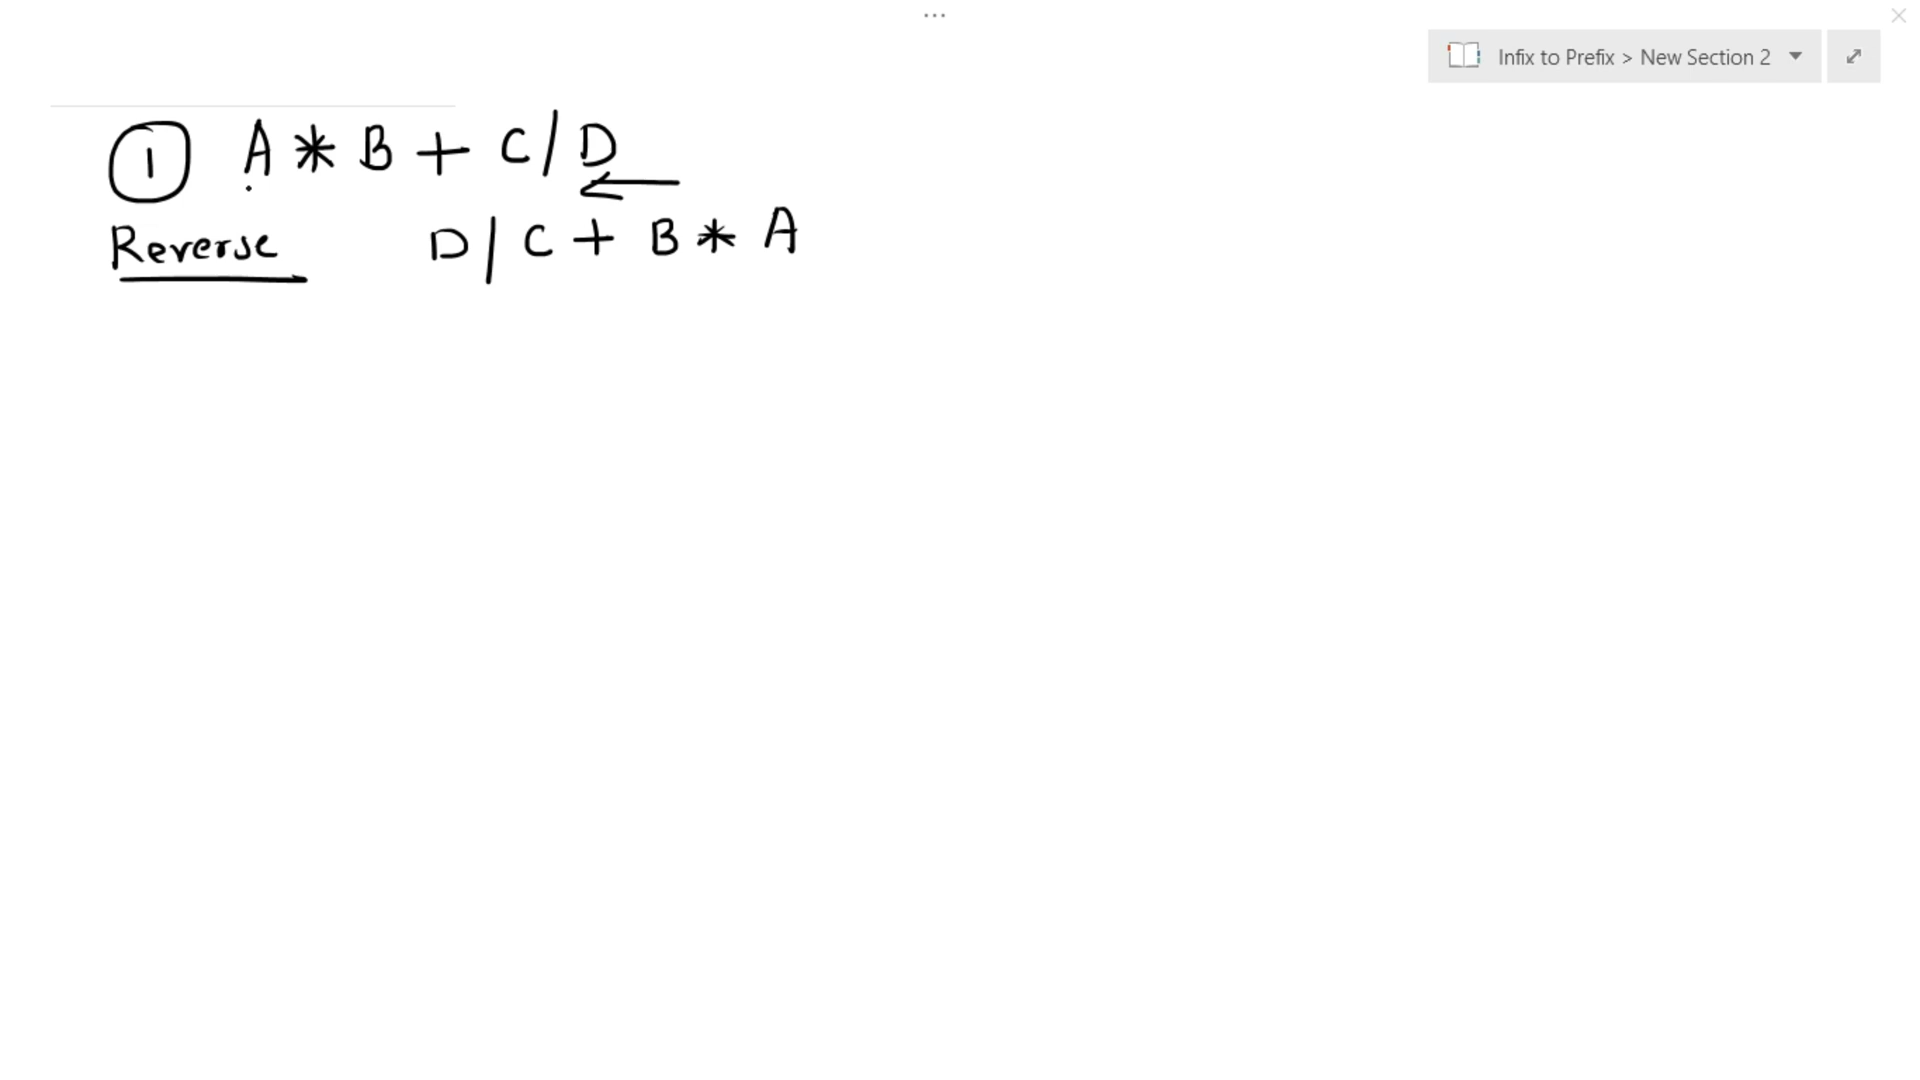 Infix to Prefix > New Section 2
1 A * B + C / D
Reverse D / C + B * A